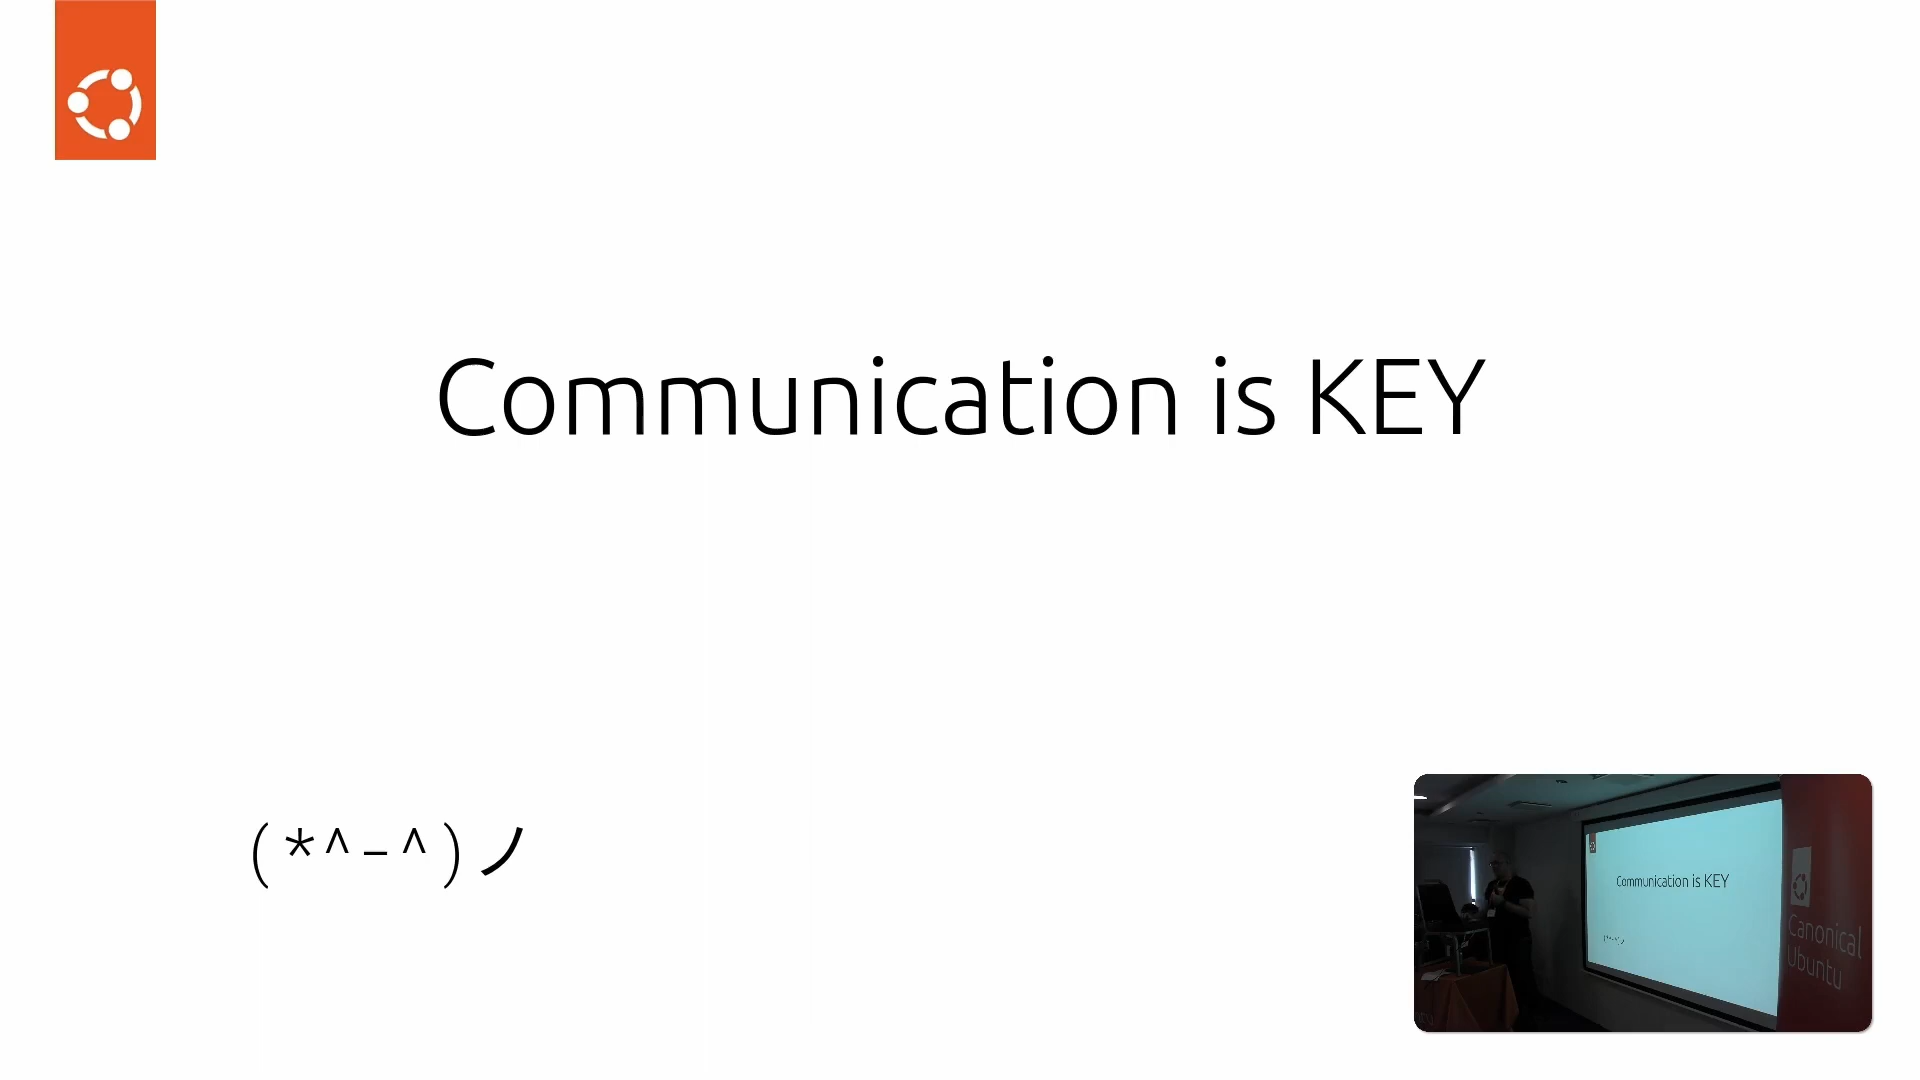 Communication is KEY
( *^-^)ノ
Communication is KEY
Canonical
Ubuntu